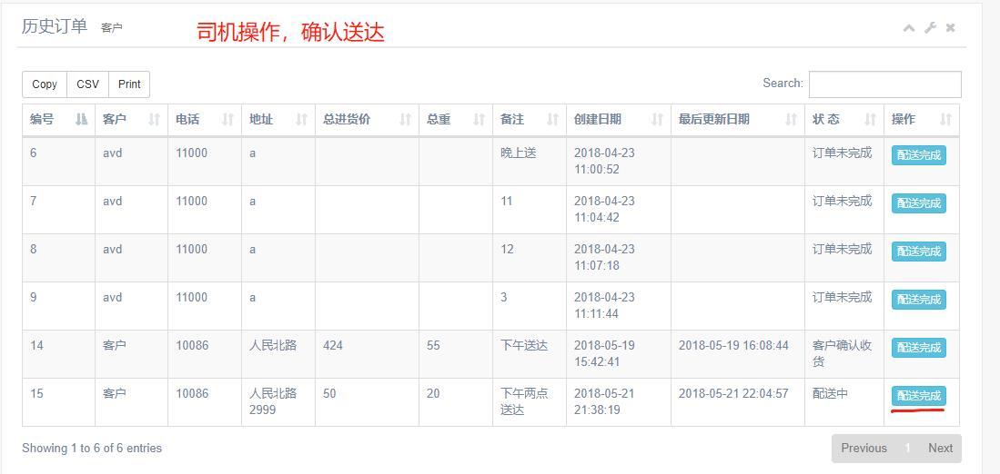 历史订单 客户 司机操作，确认送达
Copy CSV Print Search:
编号 客户 电话 地址 总进货价 总重 备注 创建日期 最后更新日期 状 态 操作
6 avd 11000 a 晚上送 2018-04-23 订单未完成 配送完成
11:00:52
7 avd 11000 a 11 2018-04-23 订单未完成 配送完成
11:04:42
8 avd 11000 a 12 2018-04-23 订单未完成 配送完成
11:07:18
9 avd 11000 a 3 2018-04-23 订单未完成 配送完成
11:11:44
14 客户 10086 人民北路 424 55 下午送达 2018-05-19 2018-05-19 16:08:44 客户确认收 配送完成
15:42:41 货
15 客户 10086 人民北路 50 20 下午两点 2018-05-21 2018-05-21 22:04:57 配送中 配送完成
2999 送达 21:38:19
Showing 1 to 6 of 6 entries Previous 1 Next